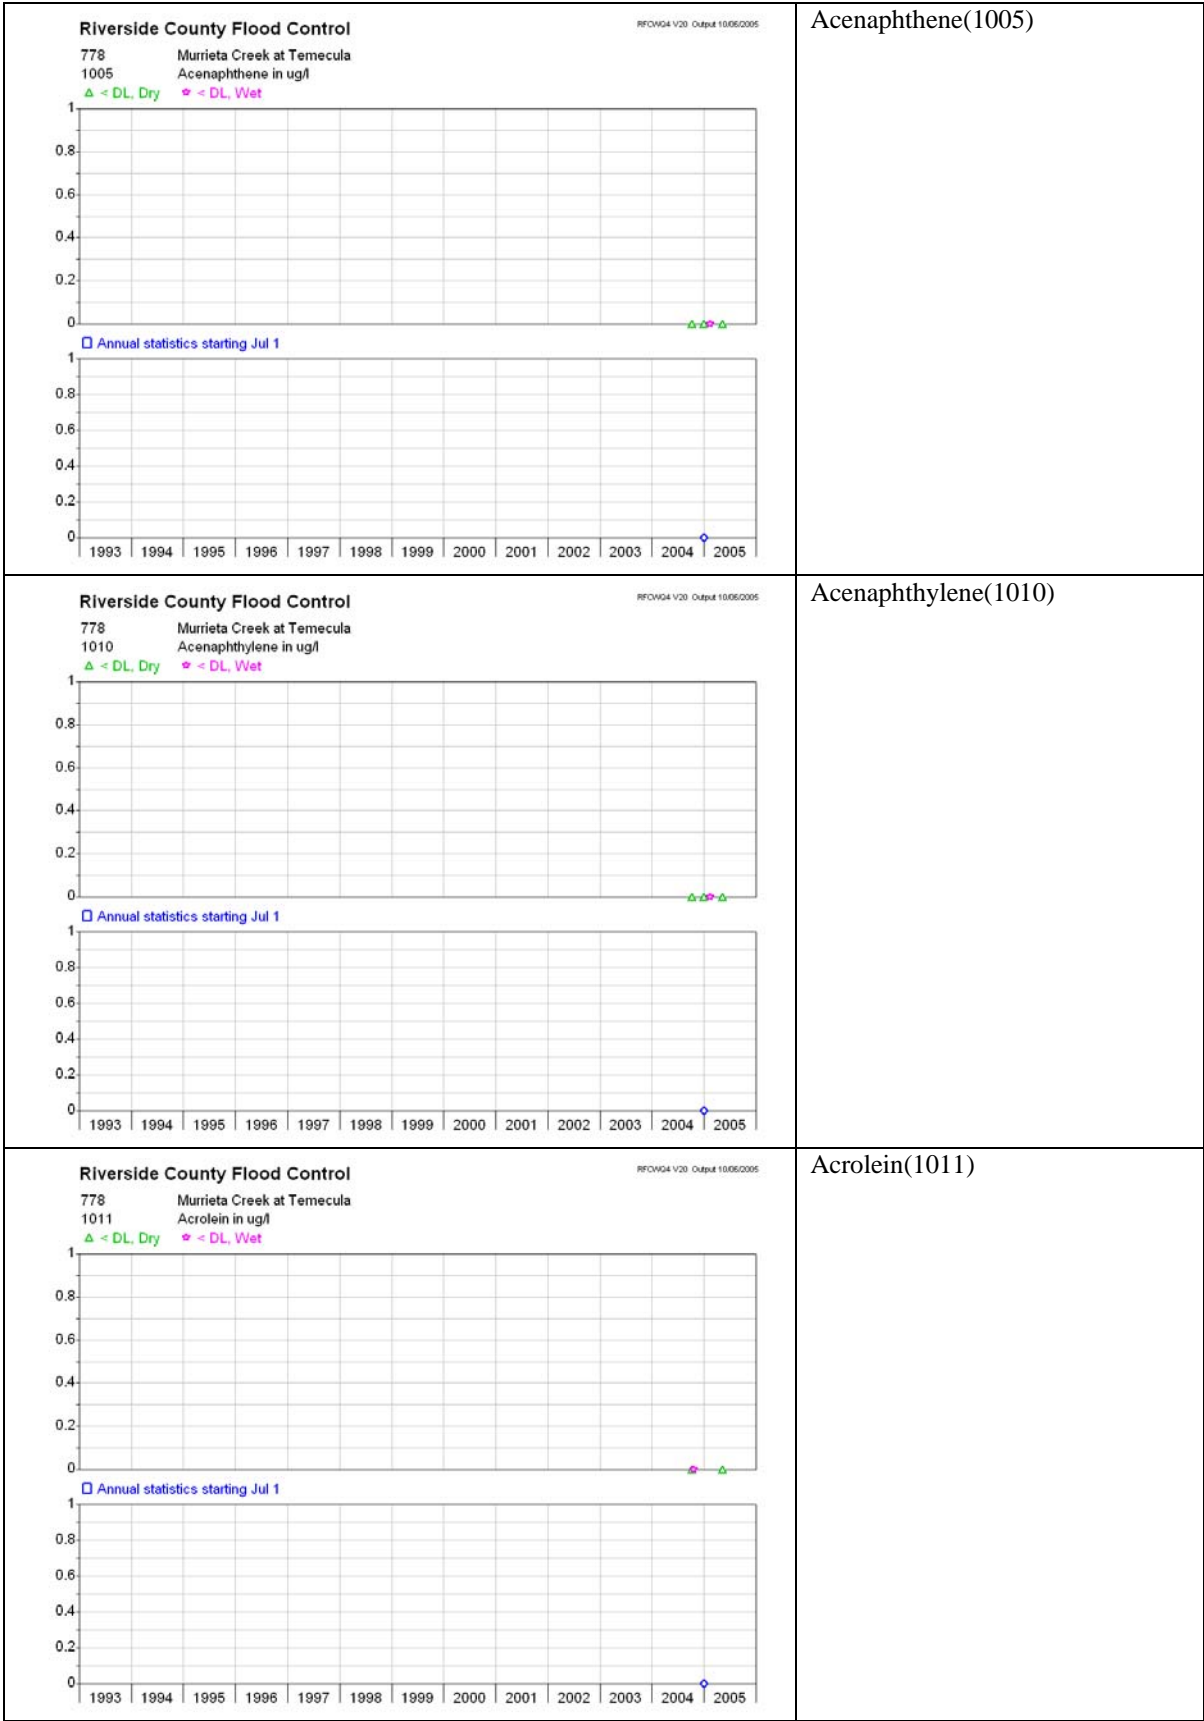 Riverside County Flood Control RFCWQ4 V20 Output 10/06/2005
778 Murrieta Creek at Temecula
1005 Acenaphthene in ug/l
< DL, Dry < DL, Wet
1
0.8
0.6
0.4
0.2
0
Annual statistics starting Jul 1
1
0.8
0.6
0.4
0.2
0
1993 1994 1995 1996 1997 1998 1999 2000 2001 2002 2003 2004 2005
Acenaphthene(1005)
Riverside County Flood Control RFCWQ4 V20 Output 10/06/2005
778 Murrieta Creek at Temecula
1010 Acenaphthylene in ug/l
< DL, Dry < DL, Wet
1
0.8
0.6
0.4
0.2
0
Annual statistics starting Jul 1
1
0.8
0.6
0.4
0.2
0
1993 1994 1995 1996 1997 1998 1999 2000 2001 2002 2003 2004 2005
Acenaphthylene(1010)
Riverside County Flood Control RFCWQ4 V20 Output 10/06/2005
778 Murrieta Creek at Temecula
1011 Acrolein in ug/l
< DL, Dry < DL, Wet
1
0.8
0.6
0.4
0.2
0
Annual statistics starting Jul 1
1
0.8
0.6
0.4
0.2
0
1993 1994 1995 1996 1997 1998 1999 2000 2001 2002 2003 2004 2005
Acrolein(1011)